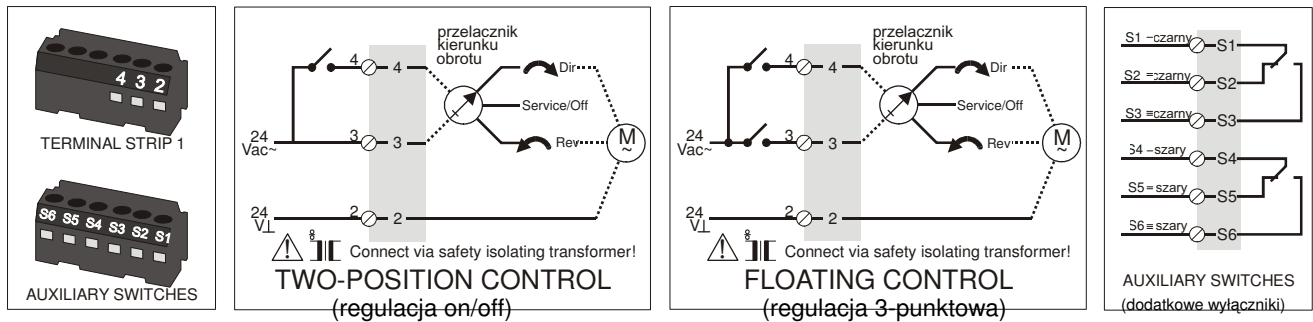 4 3 2
TERMINAL STRIP 1
S6 S5 S4 S3 S2 S1
AUXILIARY SWITCHES
przelacznik
kierunku
obrotu
4
4
Dir
Service/Off
24
Vac~
3
3
Rev
M
~
24
V⊥
2
2
Connect via safety isolating transformer!
TWO-POSITION CONTROL
(regulacja on/off)
przelacznik
kierunku
obrotu
4
4
Dir
Service/Off
24
Vac~
3
3
Rev
M
~
24
V⊥
2
2
Connect via safety isolating transformer!
FLOATING CONTROL
(regulacja 3-punktowa)
S1 -czarny S1
S2 =czarny S2
S3 ≡czarny S3
S4 -szary S4
S5=szary S5
S6≡szary S6
AUXILIARY SWITCHES
(dodatkowe wyłączniki)